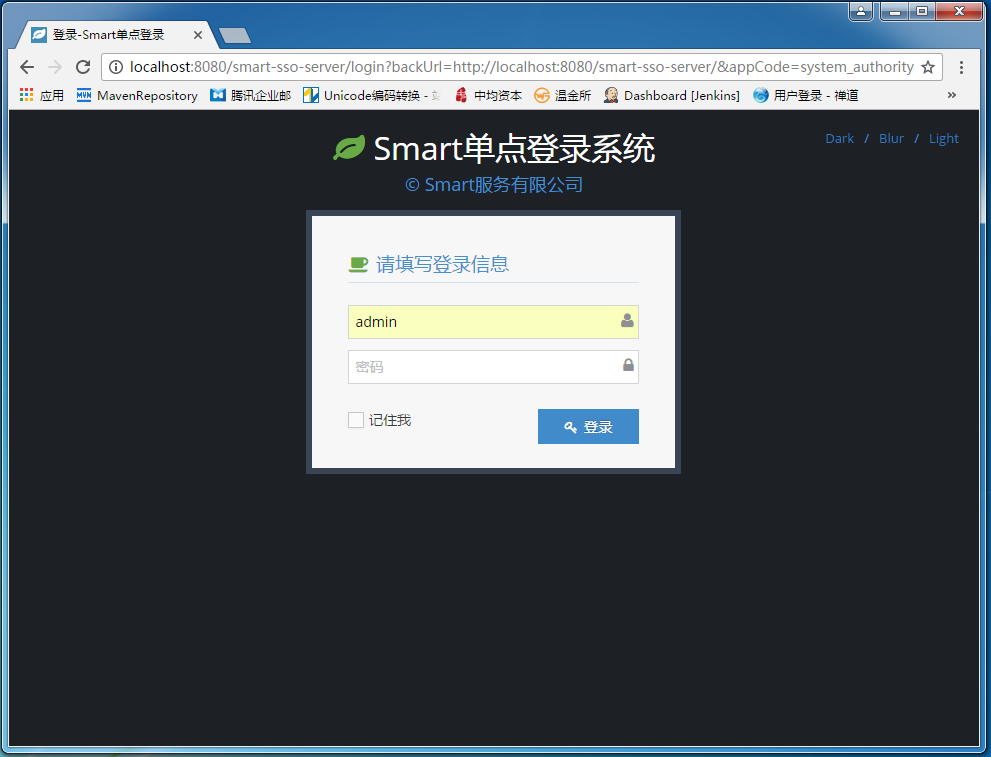 登录-Smart单点登录
localhost:8080/smart-sso-server/login?backUrl=http://localhost:8080/smart-sso-server/&appCode=system_authority
应用 MVN MavenRepository 腾讯企业邮 Unicode编码转换 - 中均资本 温金所 Dashboard [Jenkins] 用户登录 - 禅道 »
Dark / Blur / Light
Smart单点登录系统
© Smart服务有限公司
请填写登录信息
admin
密码
记住我 登录